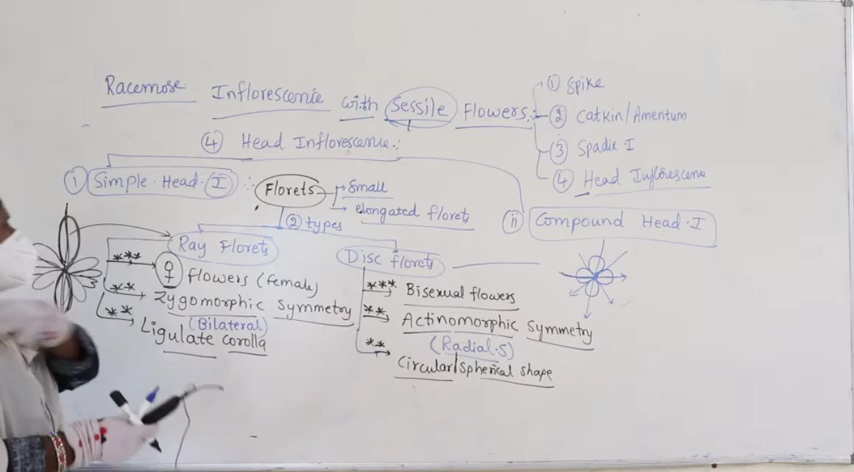 Racemose Inflorescence with Sessile Flowers:
① Spike
② Catkin/Amentum
③ Spadix I
④ Head Inflorescene
④ Head Inflorescence:
i Simple Head (I)
Florets
Small
elongated florets
② types
ii Compound Head-I
Ray Florets
*** ♀ flowers (female)
** Zygomorphic symmetry
(Bilateral)
** Ligulate corolla
Disc florets
*** Bisexual flowers
** Actinomorphic symmetry
(Radial-S)
** Circular/spherical shape